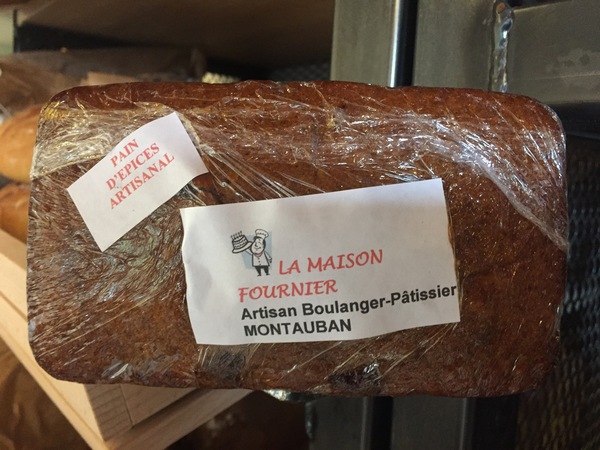 PAIN
D'EPICES
ARTISANAL
LA MAISON
FOURNIER
Artisan Boulanger-Pâtissier
MONTAUBAN